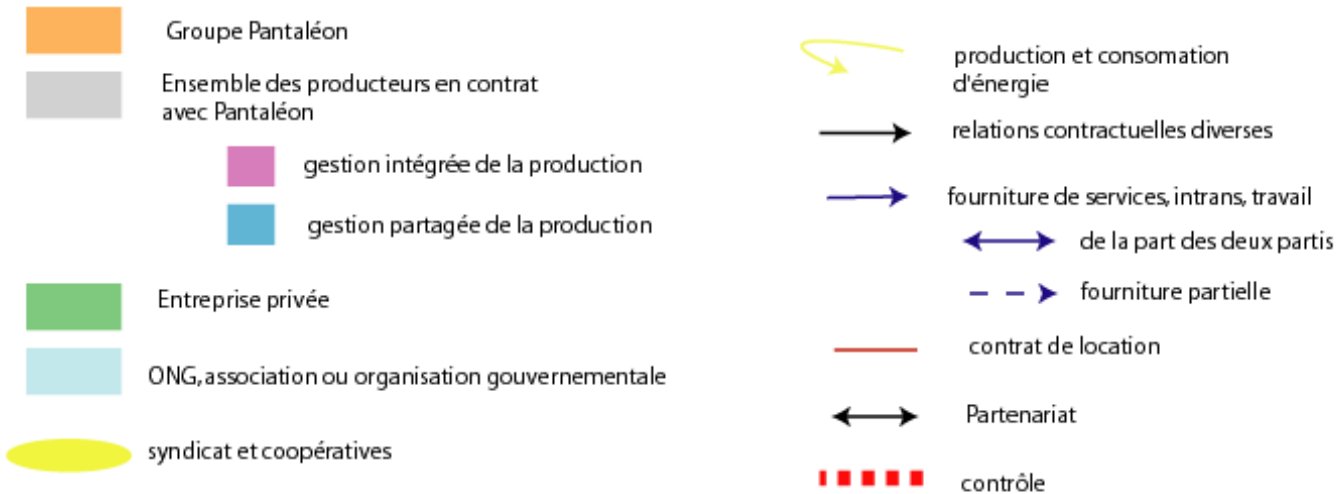 Groupe Pantaléon
Ensemble des producteurs en contrat
avec Pantaléon
gestion intégrée de la production
gestion partagée de la production
Entreprise privée
ONG, association ou organisation gouvernementale
syndicat et coopératives
production et consomation
d'énergie
relations contractuelles diverses
fourniture de services, intrans, travail
de la part des deux partis
fourniture partielle
contrat de location
Partenariat
contrôle